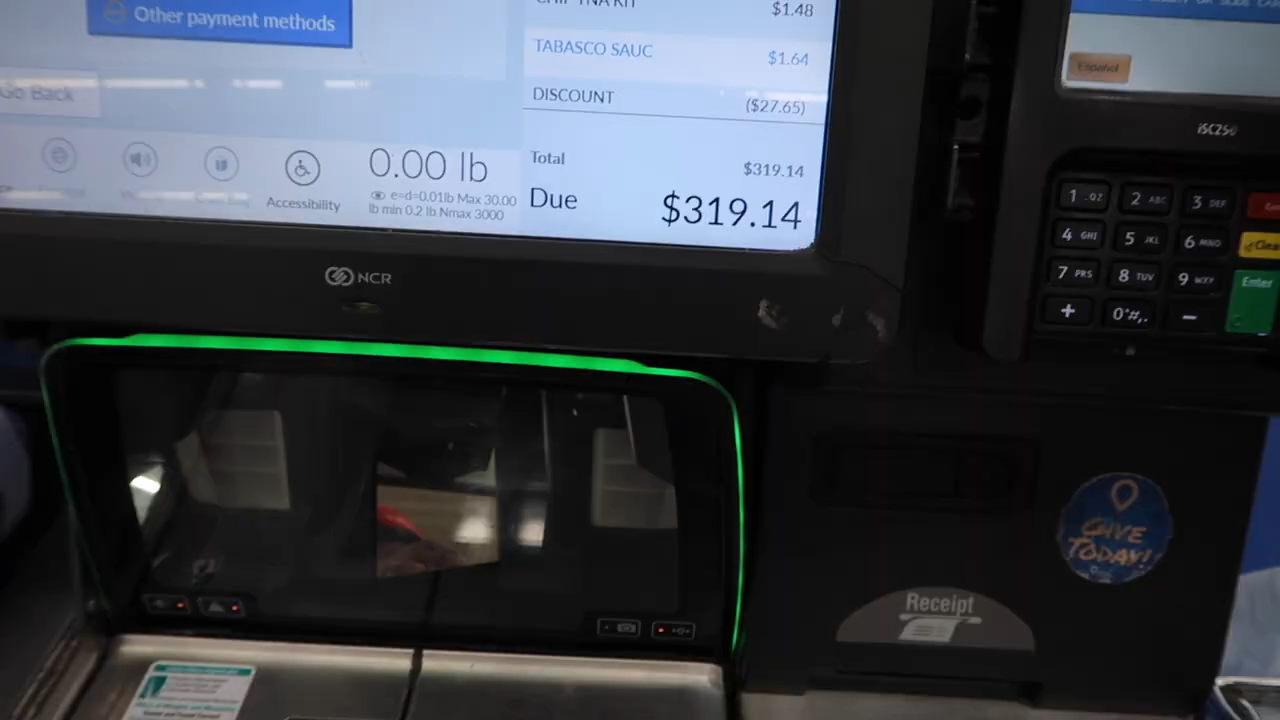 Other payment methods
$1.48
TABASCO SAUC $1.64
Go Back
DISCOUNT ($27.65)
Total $319.14
Due $319.14
0.00 lb
e=d=0.01lb Max 30.00
lb min 0.2 lb Nmax 3000
Accessibility
NCR
Español
iSC250
1 .QZ 2 ABC 3 DEF
4 GHI 5 JKL 6 MNO Clea
7 PRS 8 TUV 9 WXY Enter
+ 0*#,. −
GIVE
TODAY!
Receipt